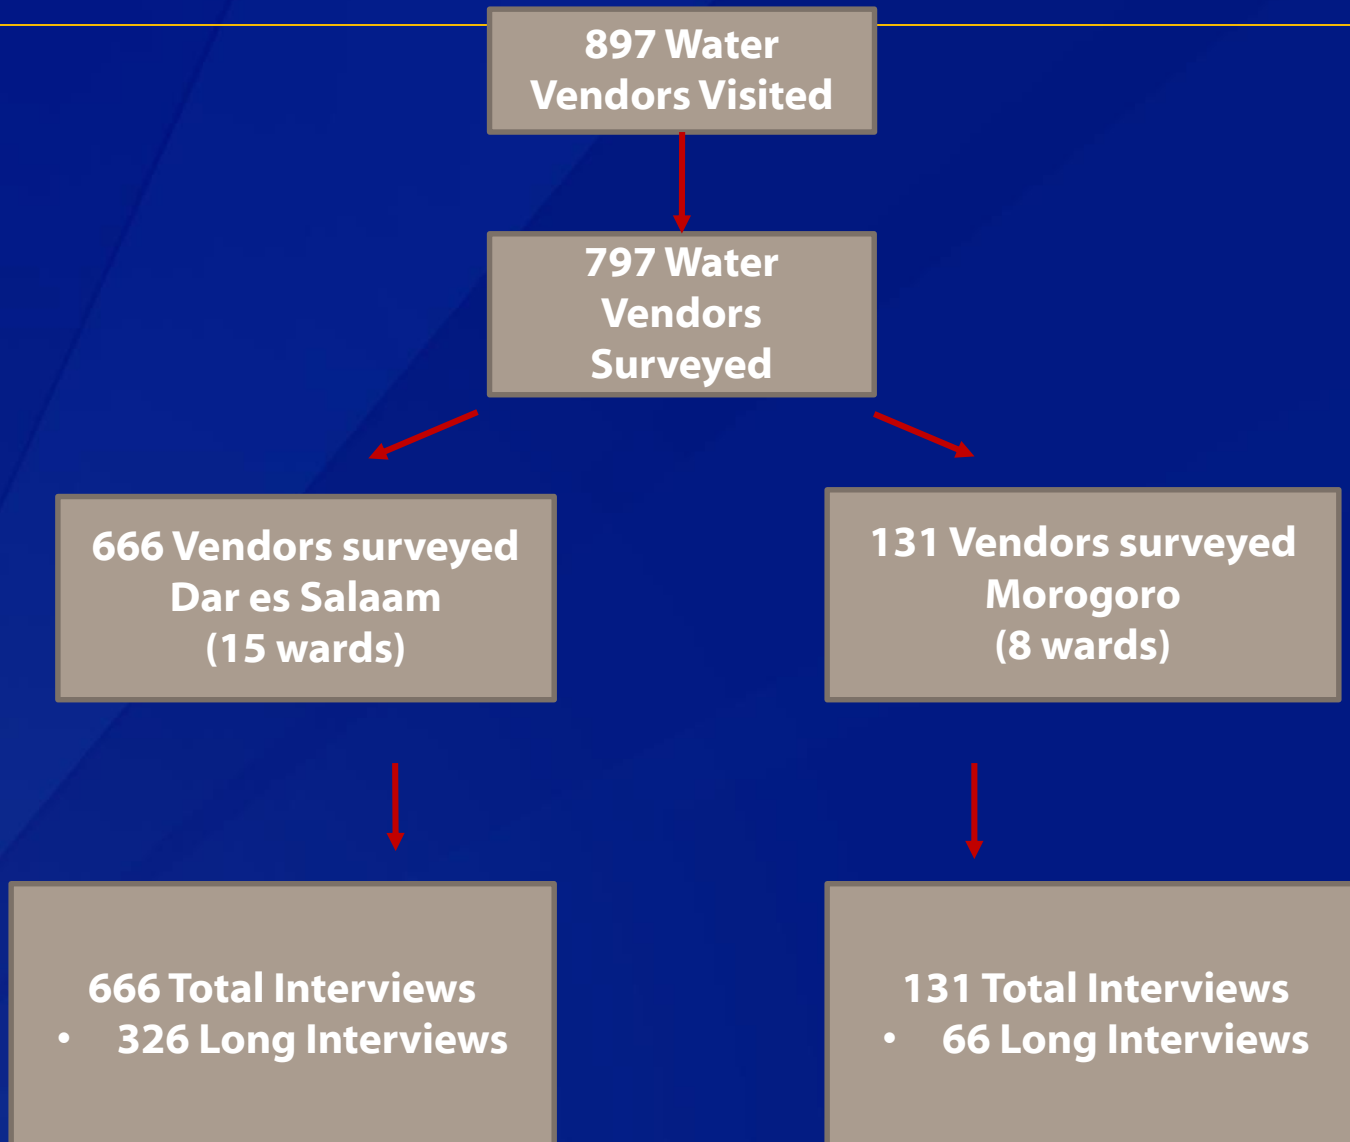 897 Water
Vendors Visited
797 Water
Vendors
Surveyed
666 Vendors surveyed
Dar es Salaam
(15 wards)
131 Vendors surveyed
Morogoro
(8 wards)
666 Total Interviews
• 326 Long Interviews
131 Total Interviews
• 66 Long Interviews